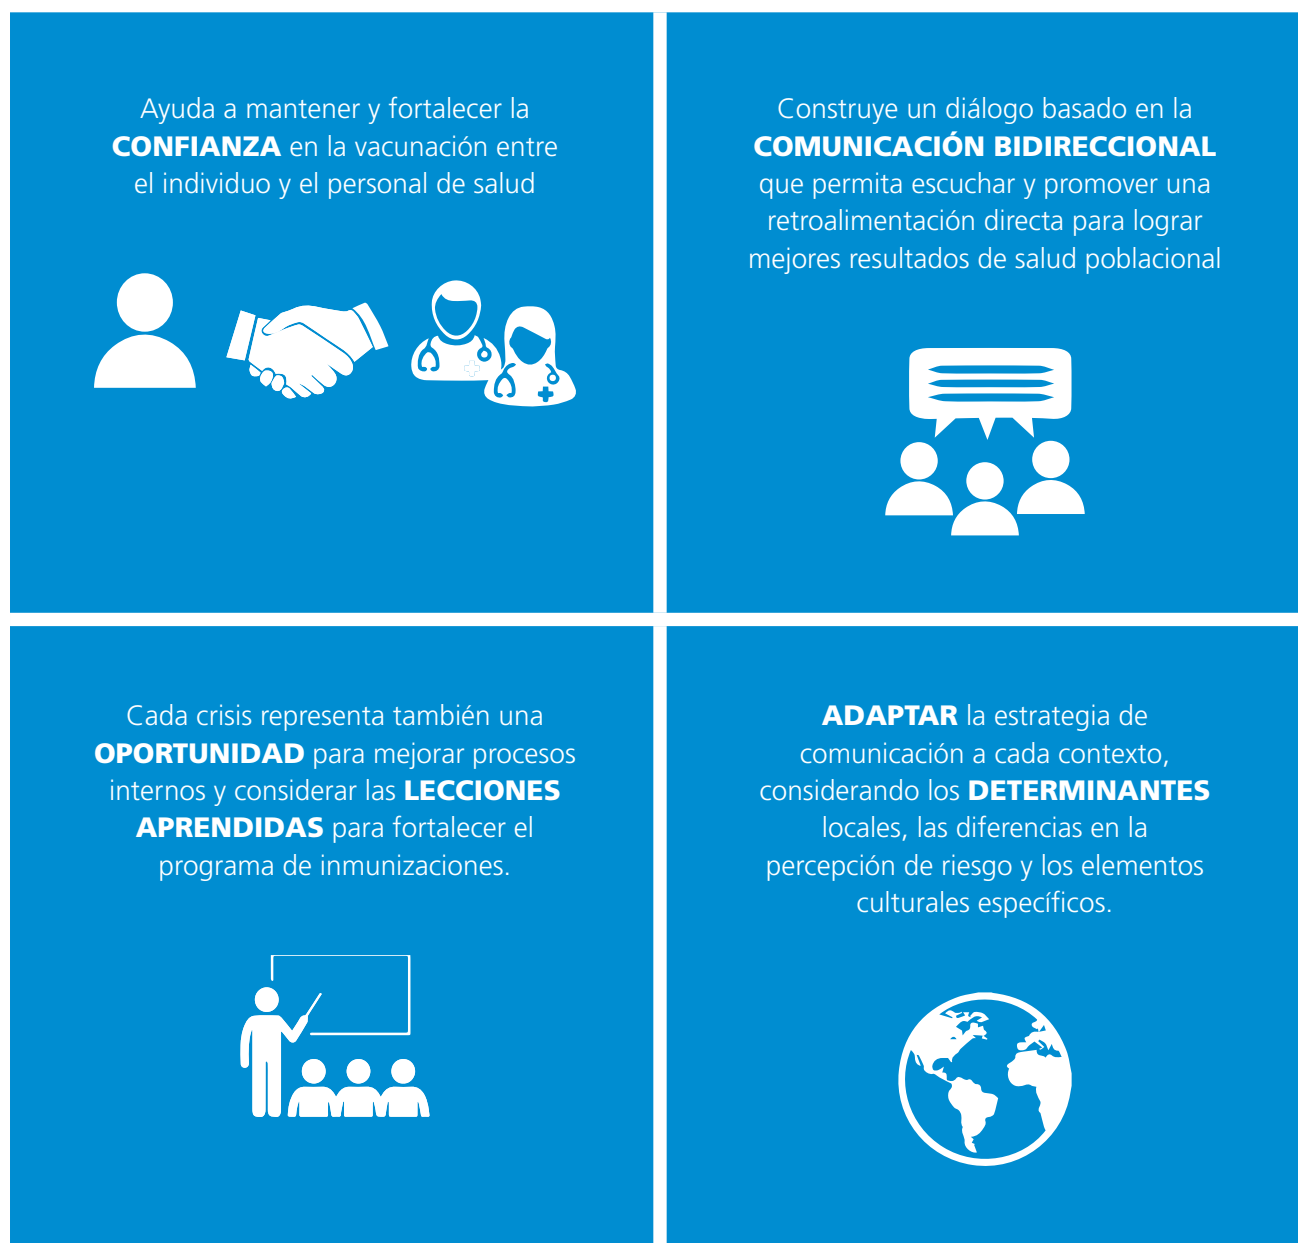 Ayuda a mantener y fortalecer la
CONFIANZA en la vacunación entre
el individuo y el personal de salud
Construye un diálogo basado en la
COMUNICACIÓN BIDIRECCIONAL
que permita escuchar y promover una
retroalimentación directa para lograr
mejores resultados de salud poblacional
Cada crisis representa también una
OPORTUNIDAD para mejorar procesos
internos y considerar las LECCIONES
APRENDIDAS para fortalecer el
programa de inmunizaciones.
ADAPTAR la estrategia de
comunicación a cada contexto,
considerando los DETERMINANTES
locales, las diferencias en la
percepción de riesgo y los elementos
culturales específicos.